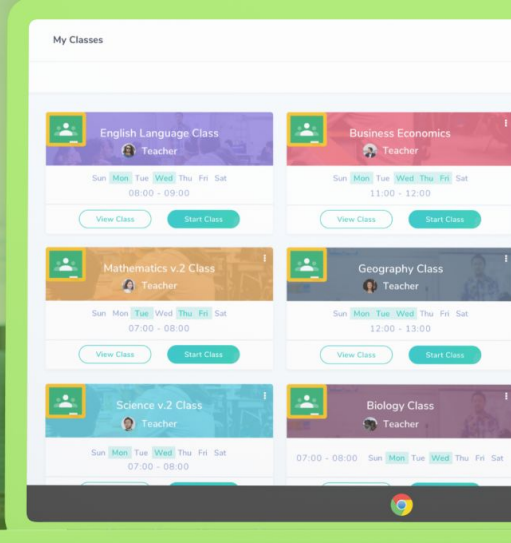 My Classes
English Language Class
Teacher
Sun Mon Tue Wed Thu Fri Sat
08:00 - 09:00
View Class Start Class
Business Economics
Teacher
Sun Mon Tue Wed Thu Fri Sat
11:00 - 12:00
View Class Start Class
Mathematics v.2 Class
Teacher
Sun Mon Tue Wed Thu Fri Sat
07:00 - 08:00
View Class Start Class
Geography Class
Teacher
Sun Mon Tue Wed Thu Fri Sat
12:00 - 13:00
View Class Start Class
Science v.2 Class
Teacher
Sun Mon Tue Wed Thu Fri Sat
07:00 - 08:00
Biology Class
Teacher
07:00 - 08:00 Sun Mon Tue Wed Thu Fri Sat